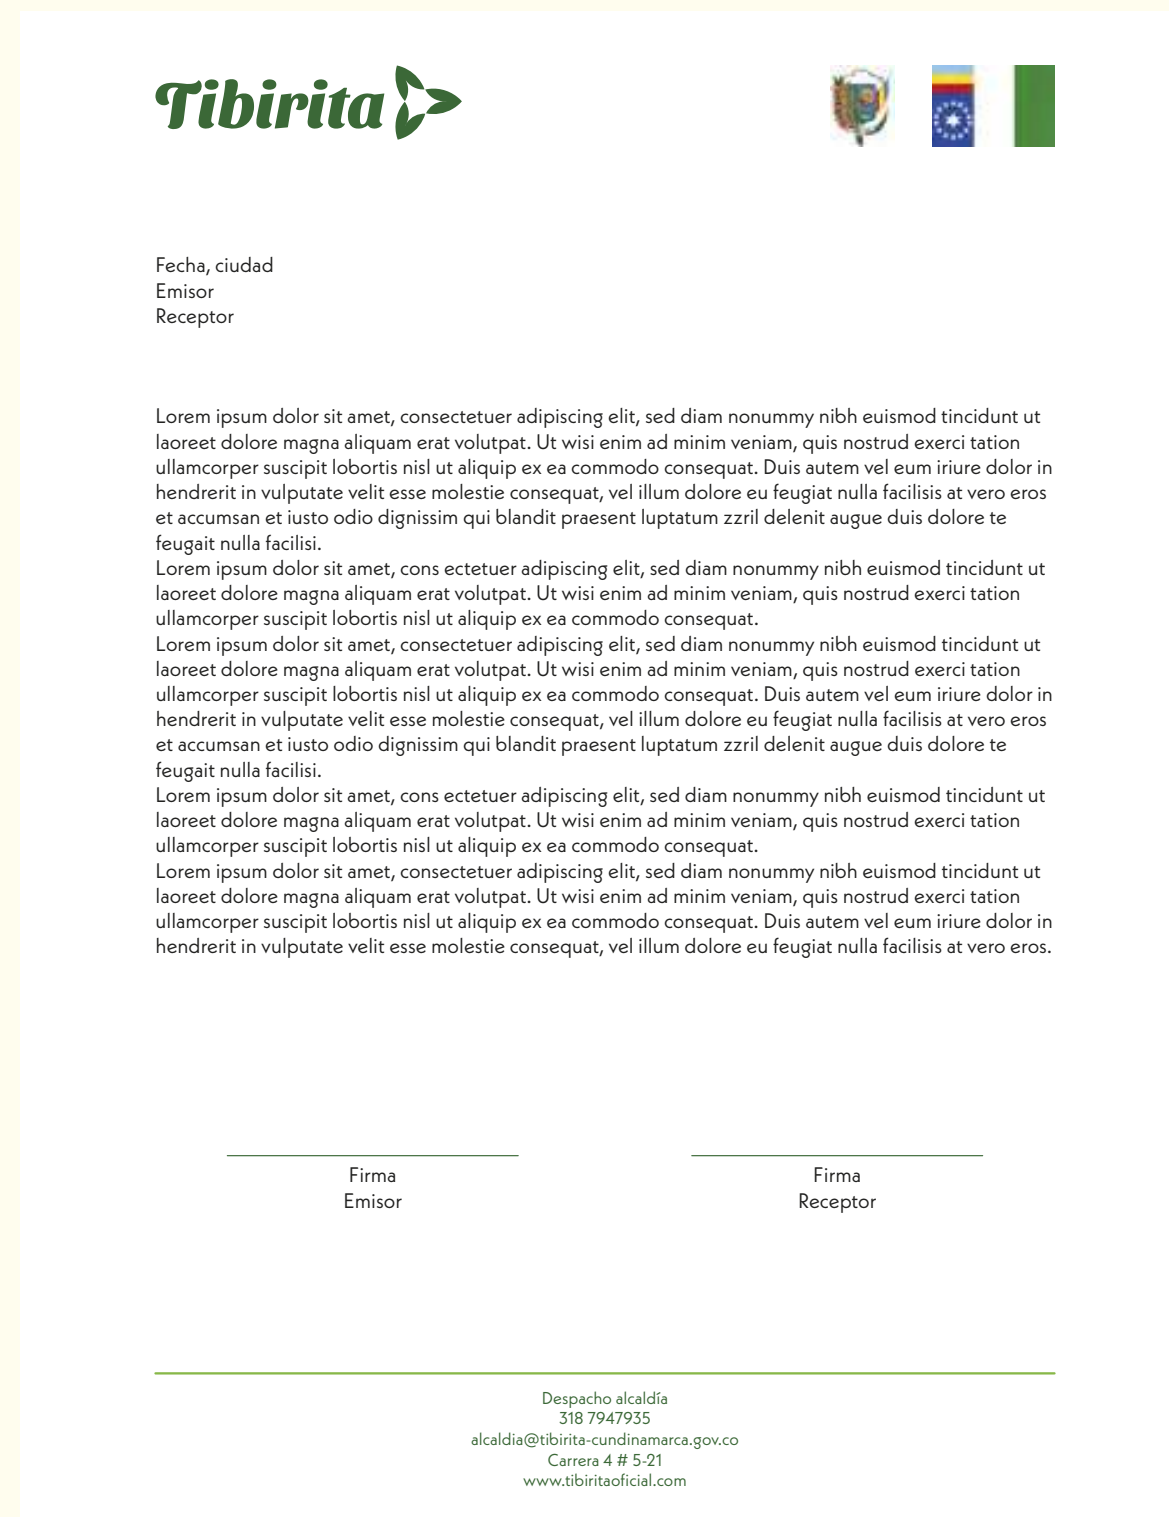 Tibirita
Fecha, ciudad
Emisor
Receptor
Lorem ipsum dolor sit amet, consectetuer adipiscing elit, sed diam nonummy nibh euismod tincidunt ut
laoreet dolore magna aliquam erat volutpat. Ut wisi enim ad minim veniam, quis nostrud exerci tation
ullamcorper suscipit lobortis nisl ut aliquip ex ea commodo consequat. Duis autem vel eum iriure dolor in
hendrerit in vulputate velit esse molestie consequat, vel illum dolore eu feugiat nulla facilisis at vero eros
et accumsan et iusto odio dignissim qui blandit praesent luptatum zzril delenit augue duis dolore te
feugait nulla facilisi.
Lorem ipsum dolor sit amet, cons ectetuer adipiscing elit, sed diam nonummy nibh euismod tincidunt ut
laoreet dolore magna aliquam erat volutpat. Ut wisi enim ad minim veniam, quis nostrud exerci tation
ullamcorper suscipit lobortis nisl ut aliquip ex ea commodo consequat.
Lorem ipsum dolor sit amet, consectetuer adipiscing elit, sed diam nonummy nibh euismod tincidunt ut
laoreet dolore magna aliquam erat volutpat. Ut wisi enim ad minim veniam, quis nostrud exerci tation
ullamcorper suscipit lobortis nisl ut aliquip ex ea commodo consequat. Duis autem vel eum iriure dolor in
hendrerit in vulputate velit esse molestie consequat, vel illum dolore eu feugiat nulla facilisis at vero eros
et accumsan et iusto odio dignissim qui blandit praesent luptatum zzril delenit augue duis dolore te
feugait nulla facilisi.
Lorem ipsum dolor sit amet, cons ectetuer adipiscing elit, sed diam nonummy nibh euismod tincidunt ut
laoreet dolore magna aliquam erat volutpat. Ut wisi enim ad minim veniam, quis nostrud exerci tation
ullamcorper suscipit lobortis nisl ut aliquip ex ea commodo consequat.
Lorem ipsum dolor sit amet, consectetuer adipiscing elit, sed diam nonummy nibh euismod tincidunt ut
laoreet dolore magna aliquam erat volutpat. Ut wisi enim ad minim veniam, quis nostrud exerci tation
ullamcorper suscipit lobortis nisl ut aliquip ex ea commodo consequat. Duis autem vel eum iriure dolor in
hendrerit in vulputate velit esse molestie consequat, vel illum dolore eu feugiat nulla facilisis at vero eros.
Firma
Emisor
Firma
Receptor
Despacho alcaldía
318 7947935
alcaldia@tibirita-cundinamarca.gov.co
Carrera 4 # 5-21
www.tibiritaoficial.com